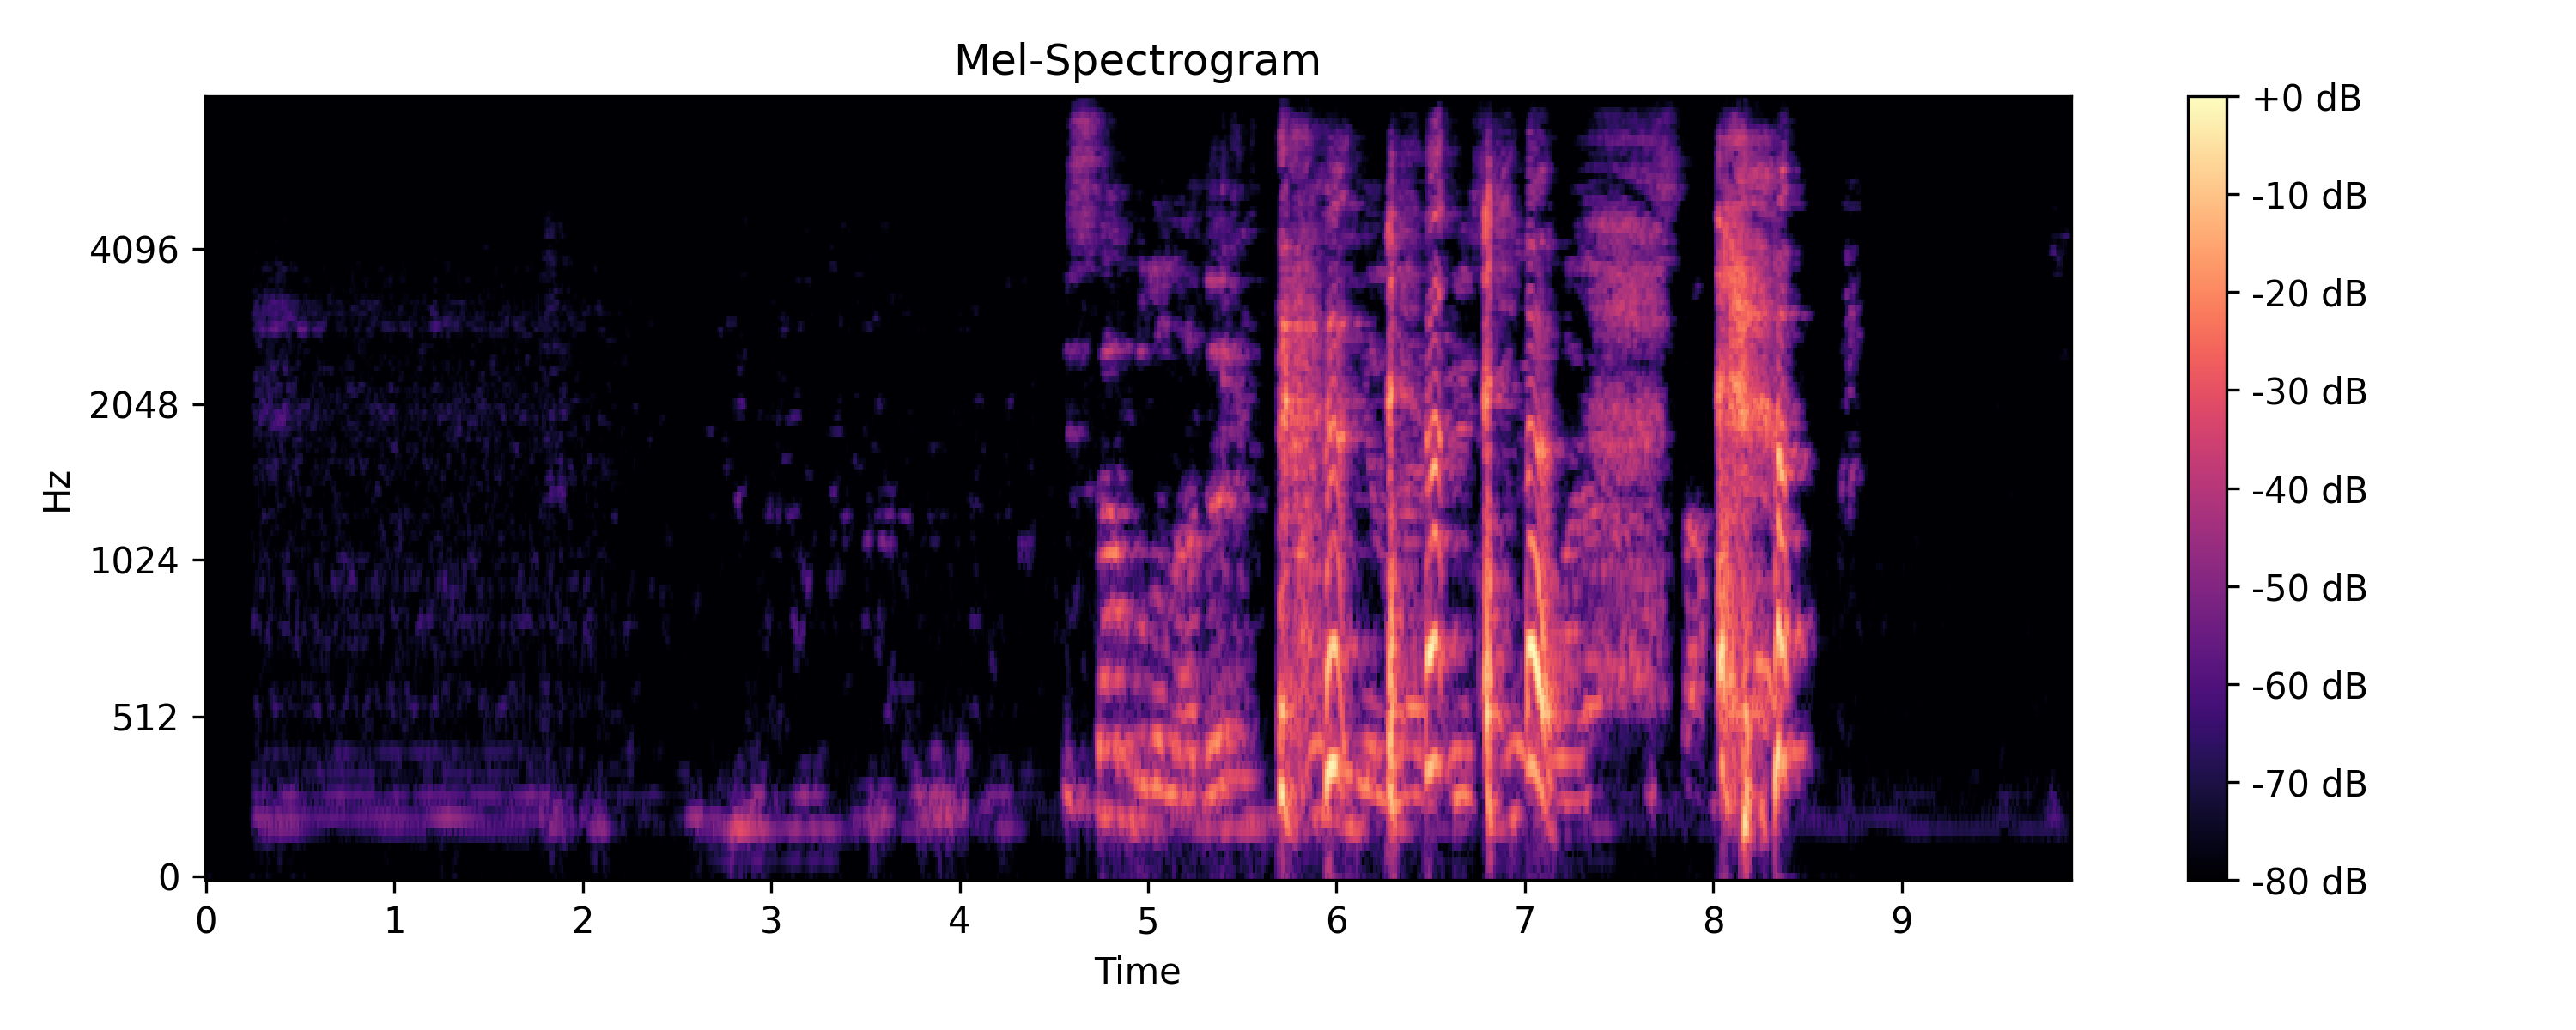 Mel-Spectrogram
Hz
4096
2048
1024
512
0
0 1 2 3 4 5 6 7 8 9
Time
+0 dB
-10 dB
-20 dB
-30 dB
-40 dB
-50 dB
-60 dB
-70 dB
-80 dB